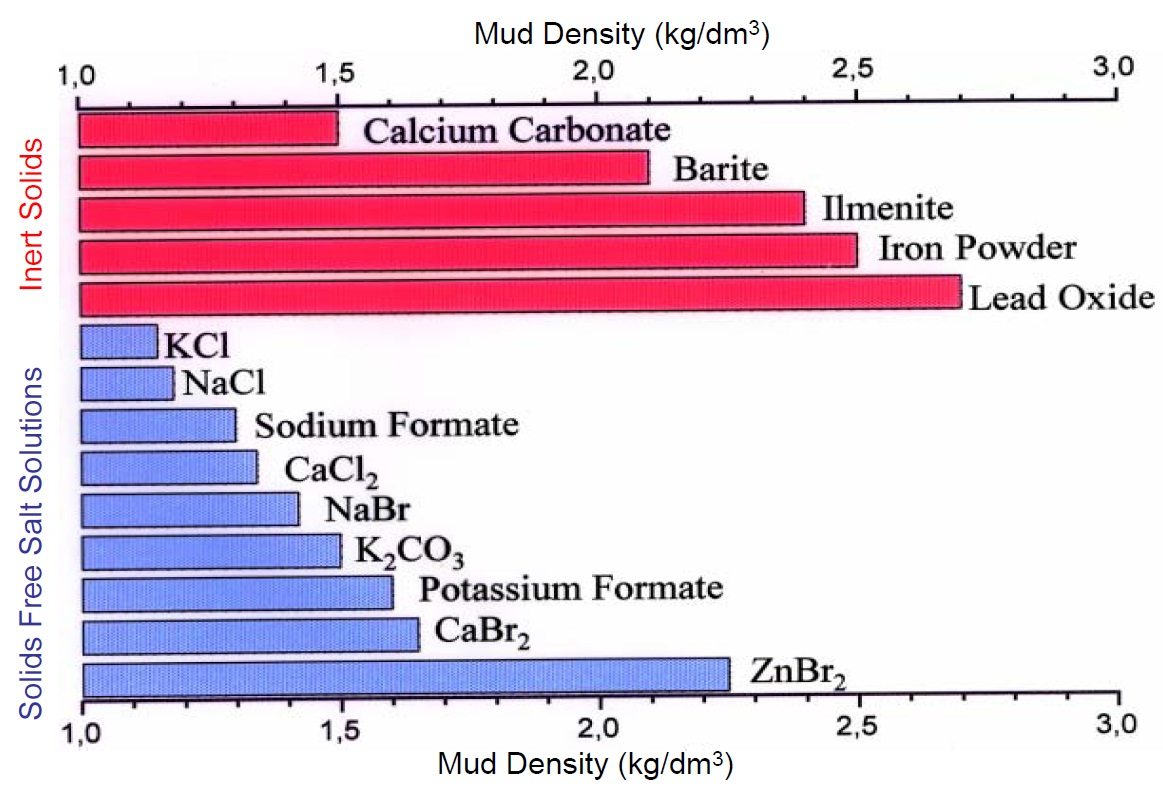 Mud Density (kg/dm³)
1,0 1,5 2,0 2,5 3,0
Inert Solids
Calcium Carbonate
Barite
Ilmenite
Iron Powder
Lead Oxide
Solids Free Salt Solutions
KCl
NaCl
Sodium Formate
CaCl₂
NaBr
K₂CO₃
Potassium Formate
CaBr₂
ZnBr₂
1,0 1,5 2,0 2,5 3,0
Mud Density (kg/dm³)